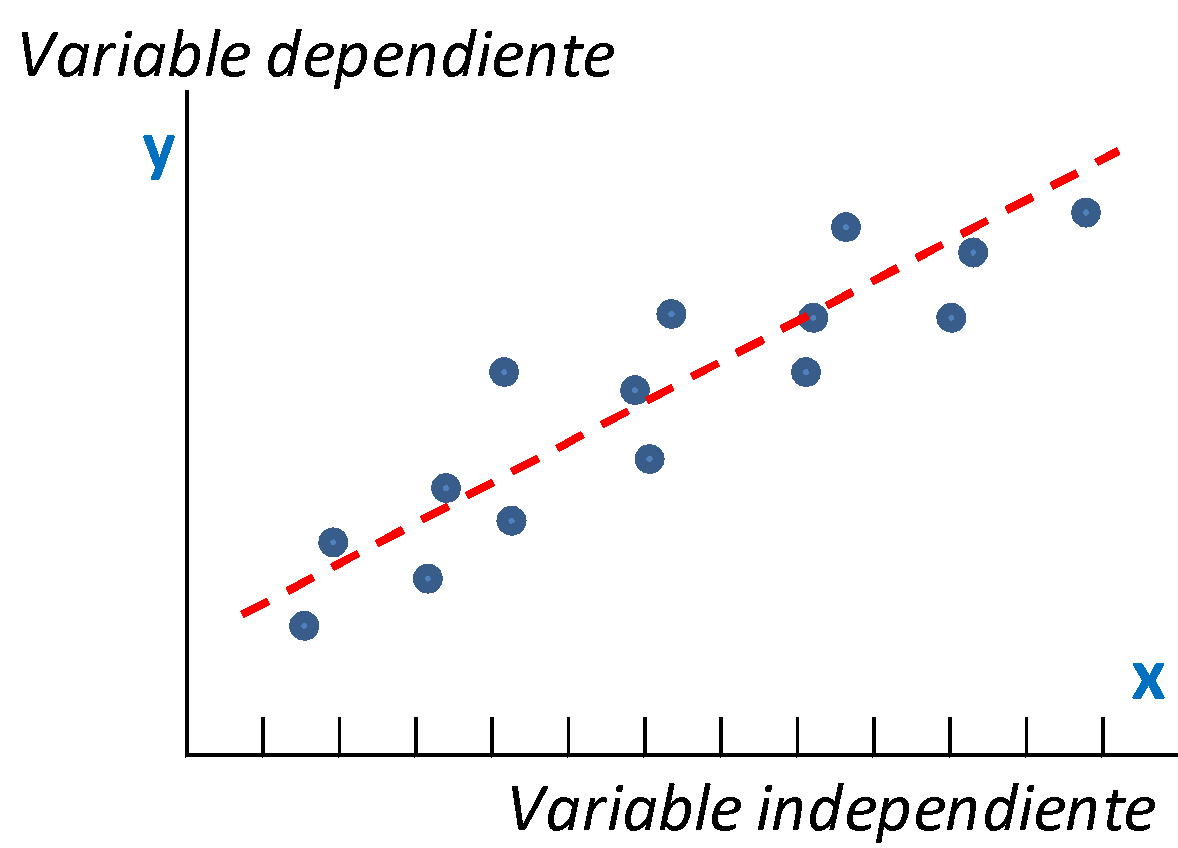 Variable dependiente
y
x
Variable independiente